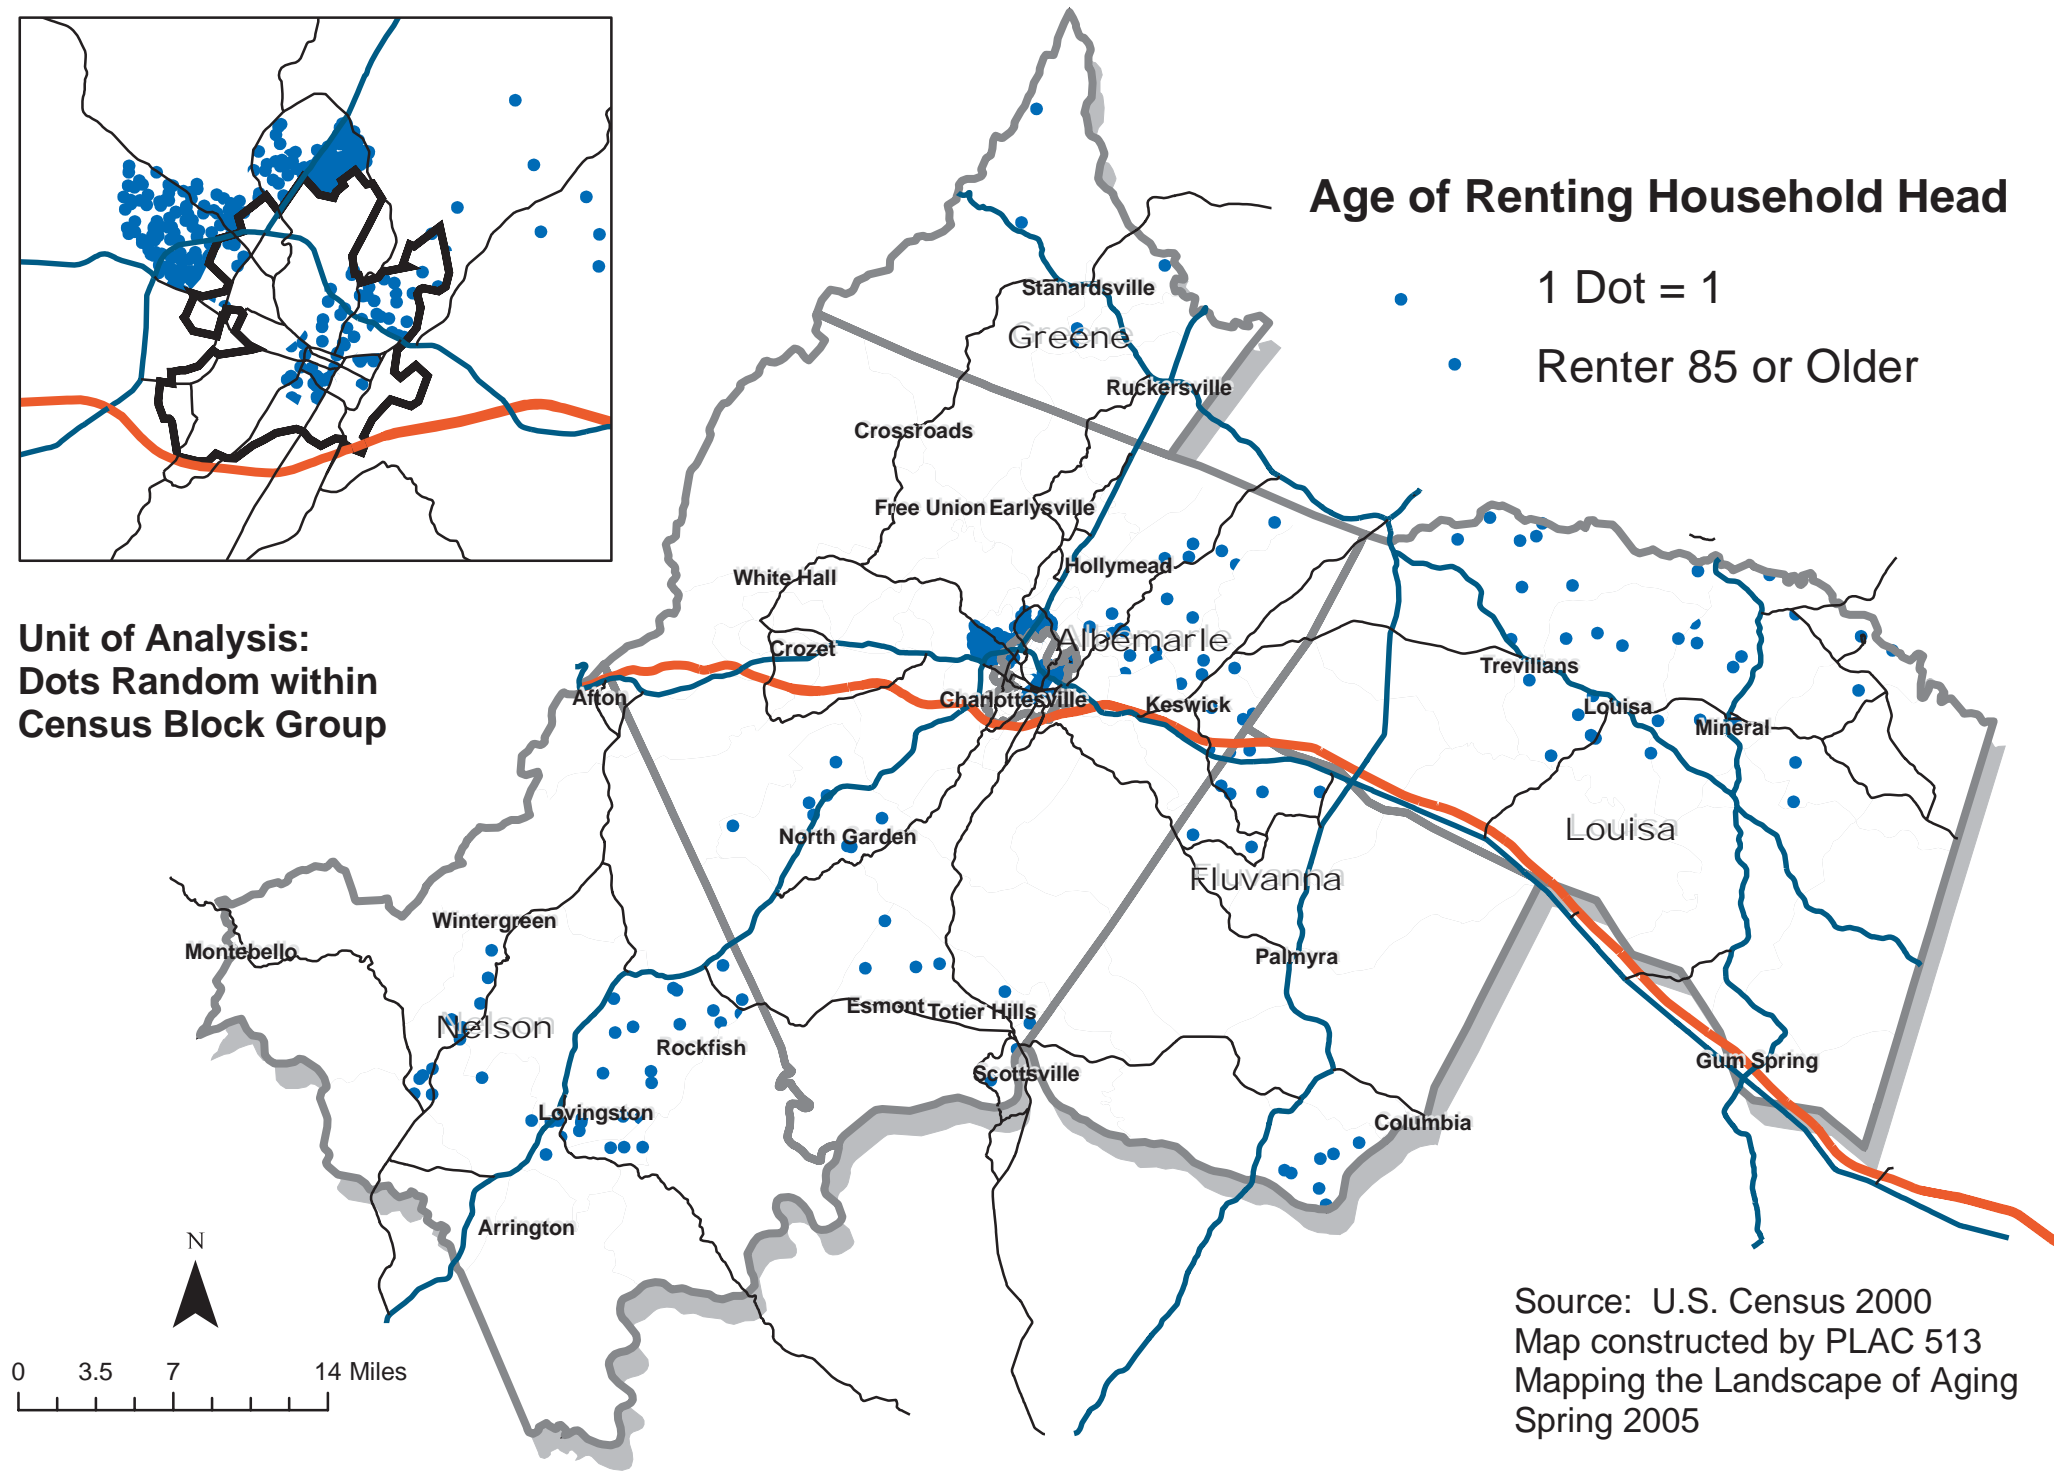 Age of Renting Household Head
1 Dot = 1
Renter 85 or Older
Stanardsville
Greene
Ruckersville
Crossroads
Free Union
Earlysville
White Hall
Hollymead
Unit of Analysis:
Dots Random within
Census Block Group
Crozet
Albemarle
Trevilians
Afton
Charlottesville
Keswick
Louisa
Mineral
North Garden
Louisa
Fluvanna
Wintergreen
Montebello
Palmyra
Esmont
Totier Hills
Nelson
Rockfish
Scottsville
Gum Spring
Lovingston
Columbia
Arrington
N
0 3.5 7 14 Miles
Source: U.S. Census 2000
Map constructed by PLAC 513
Mapping the Landscape of Aging
Spring 2005